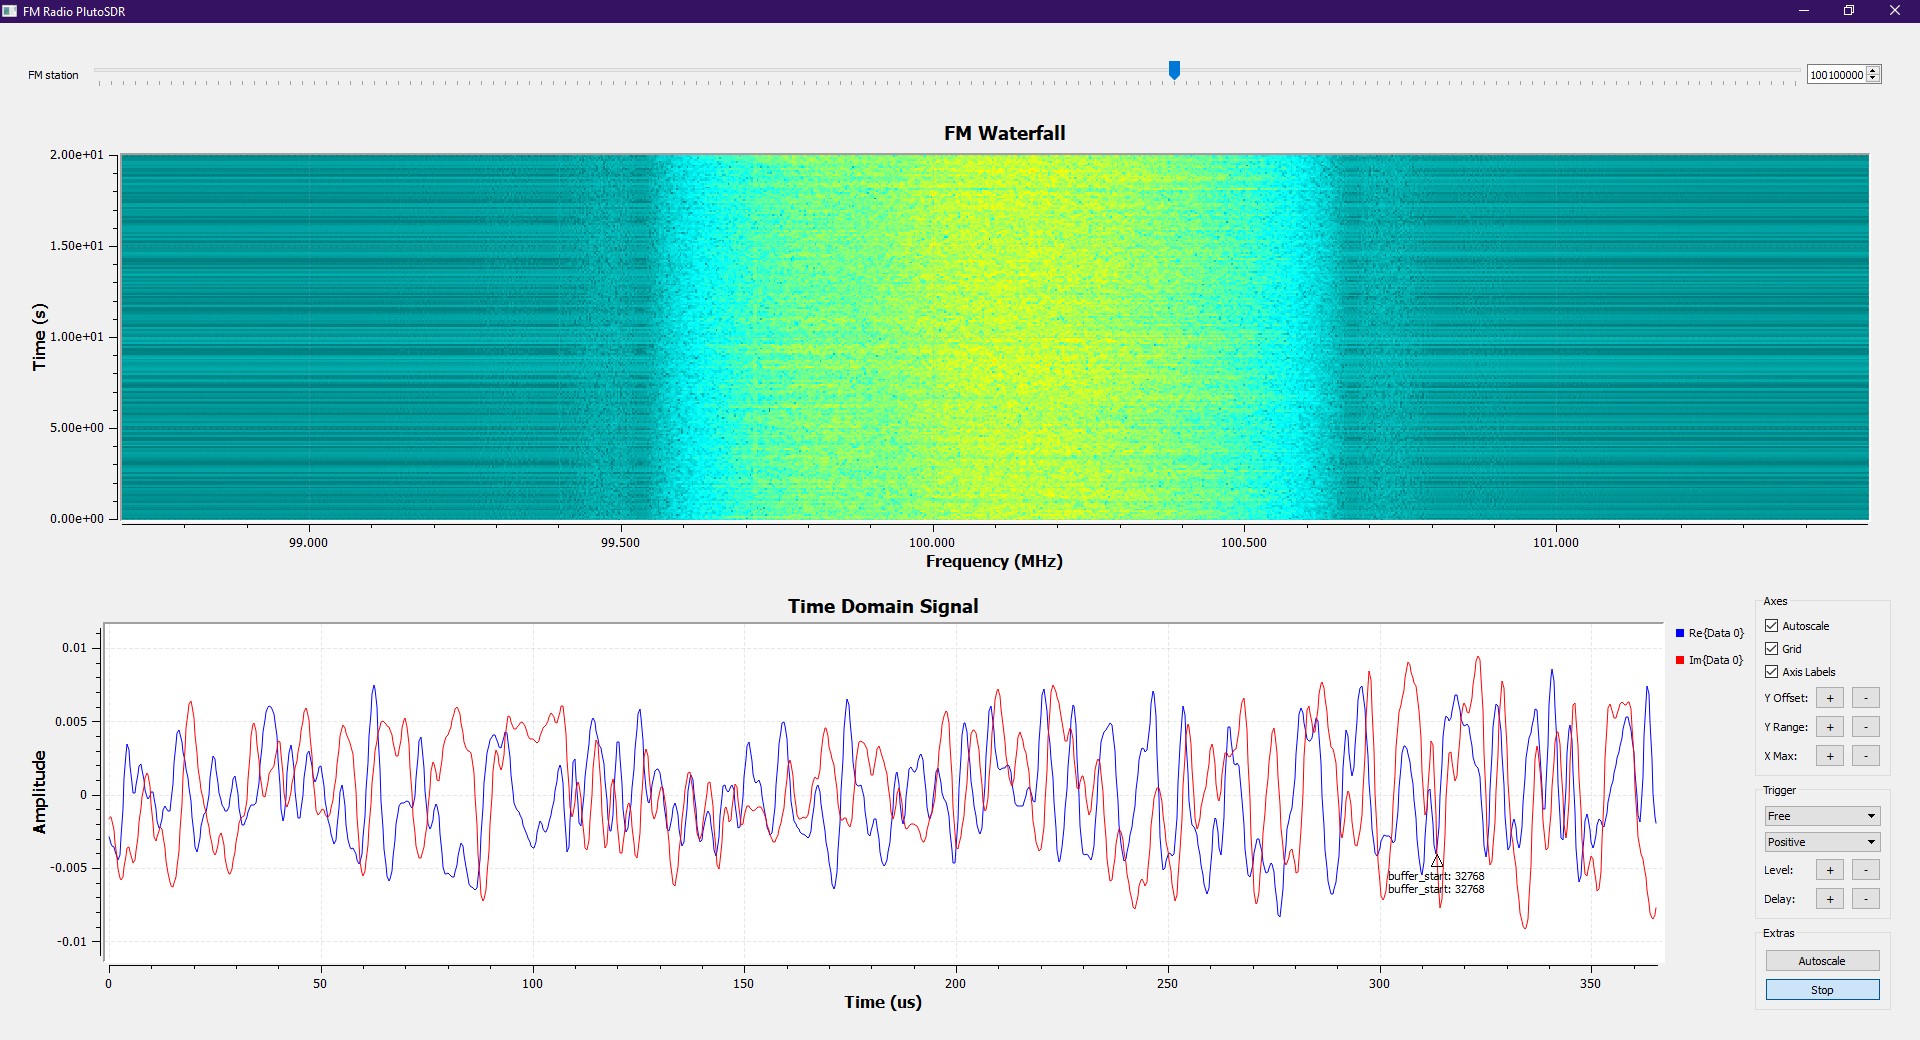 FM Radio PlutoSDR
FM station
100100000
FM Waterfall
2.00e+01
1.50e+01
1.00e+01
5.00e+00
0.00e+00
Time (s)
99.000 99.500 100.000 100.500 101.000
Frequency (MHz)
Time Domain Signal
0.01
0.005
0
-0.005
-0.01
Amplitude
buffer_start: 32768
buffer_start: 32768
0 50 100 150 200 250 300 350
Time (us)
Re{Data 0}
Im{Data 0}
Axes
Autoscale
Grid
Axis Labels
Y Offset: + -
Y Range: + -
X Max: + -
Trigger
Free
Positive
Level: + -
Delay: + -
Extras
Autoscale
Stop